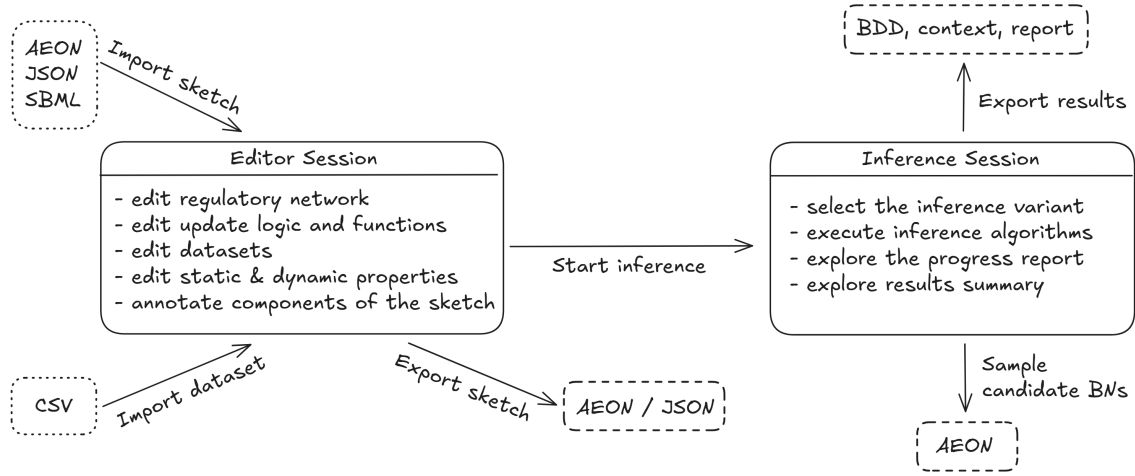 AEON
JSON
SBML
Import sketch
Editor Session
- edit regulatory network
- edit update logic and functions
- edit datasets
- edit static & dynamic properties
- annotate components of the sketch
CSV
Import dataset
Export sketch
AEON / JSON
Start inference
BDD, context, report
Export results
Inference Session
- select the inference variant
- execute inference algorithms
- explore the progress report
- explore results summary
Sample
candidate BNs
AEON